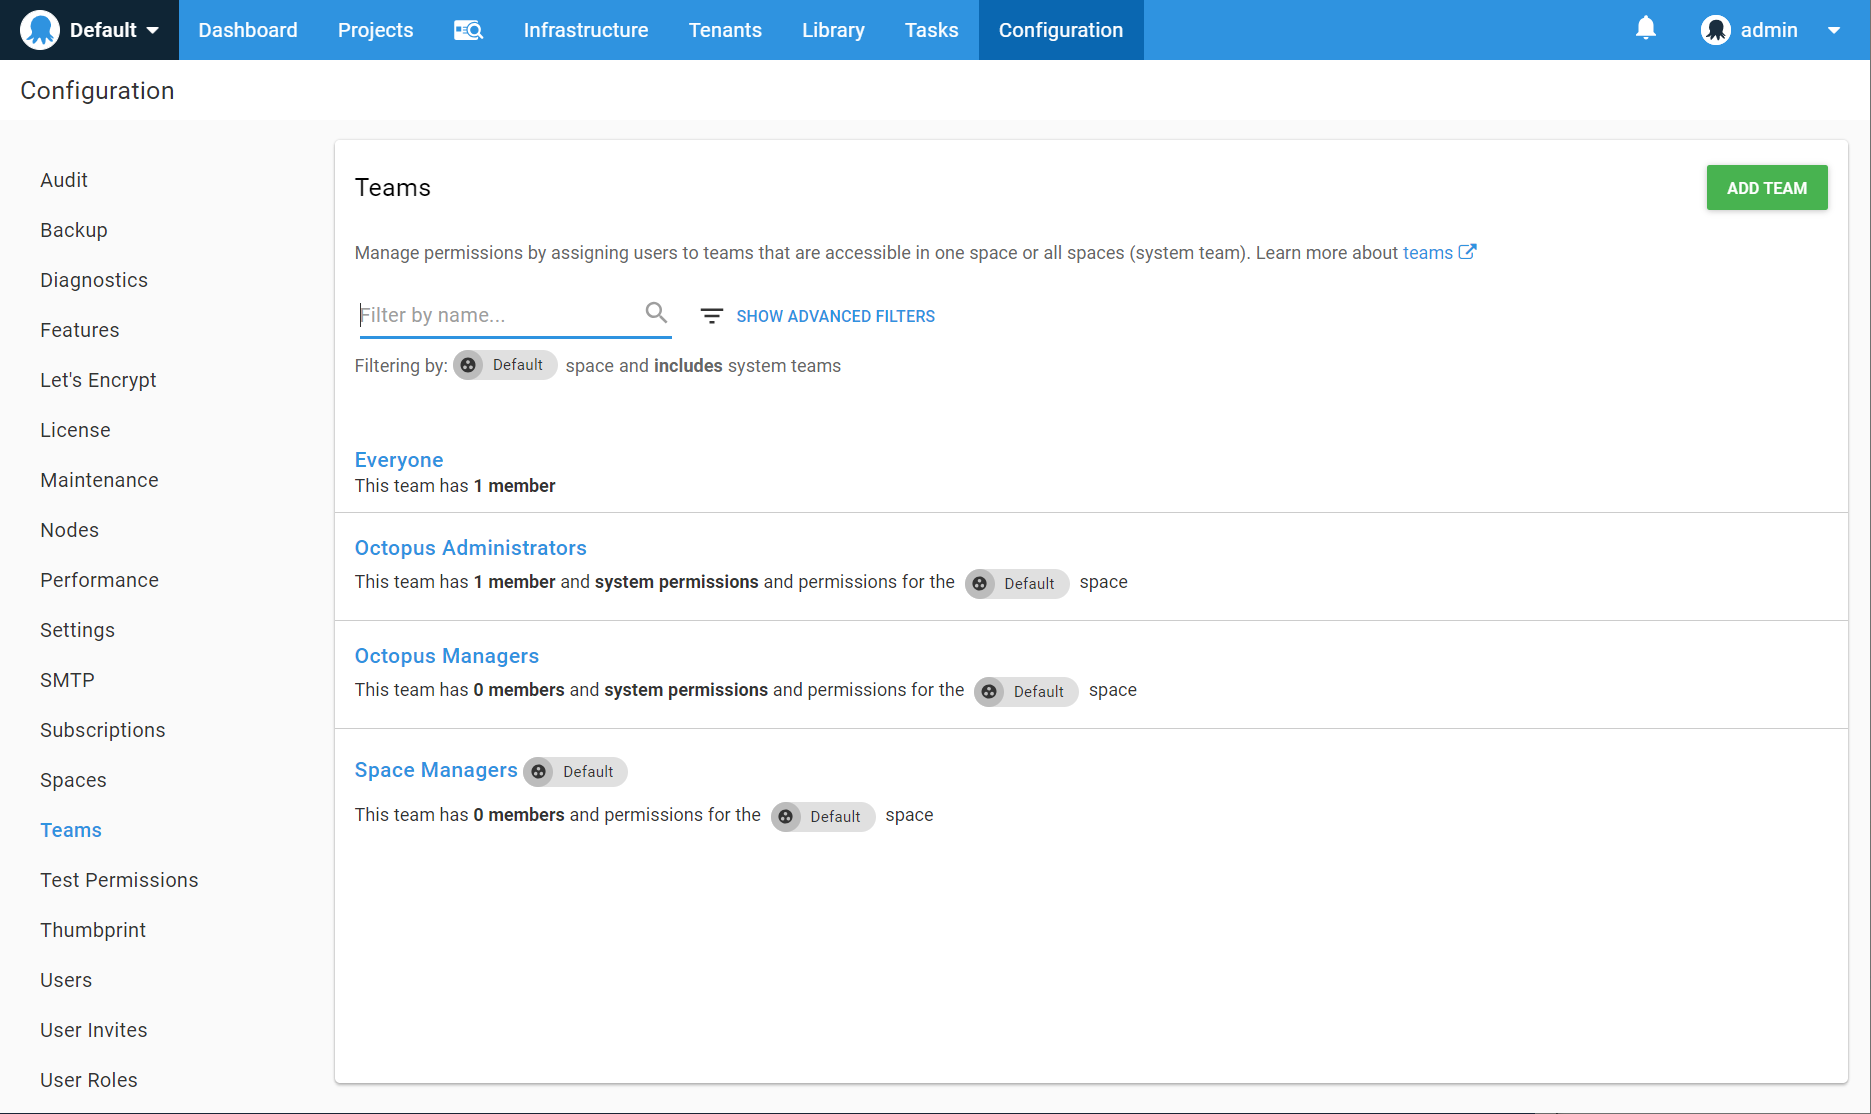 Default Dashboard Projects Infrastructure Tenants Library Tasks Configuration admin
Configuration
Audit
Backup
Diagnostics
Features
Let's Encrypt
License
Maintenance
Nodes
Performance
Settings
SMTP
Subscriptions
Spaces
Teams
Test Permissions
Thumbprint
Users
User Invites
User Roles
Teams
ADD TEAM
Manage permissions by assigning users to teams that are accessible in one space or all spaces (system team). Learn more about teams
Filter by name...
SHOW ADVANCED FILTERS
Filtering by: Default space and includes system teams
Everyone
This team has 1 member
Octopus Administrators
This team has 1 member and system permissions and permissions for the Default space
Octopus Managers
This team has 0 members and system permissions and permissions for the Default space
Space Managers Default
This team has 0 members and permissions for the Default space